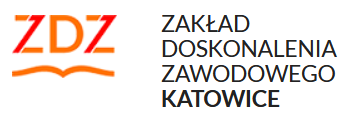 ZDZ
ZAKŁAD
DOSKONALENIA
ZAWODOWEGO
KATOWICE